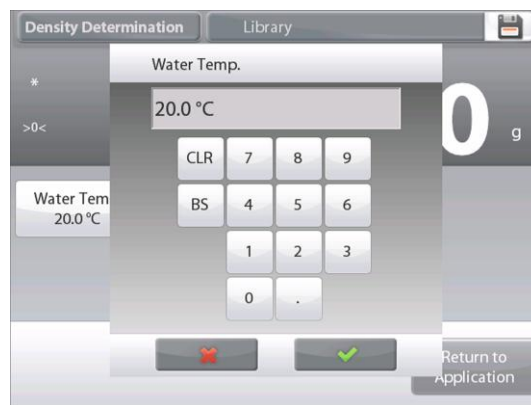 Density Determination Library
Water Temp.
*
>0<
0 g
20.0 °C
CLR 7 8 9
BS 4 5 6
1 2 3
0 .
Water Tem
20.0 °C
Return to
Application